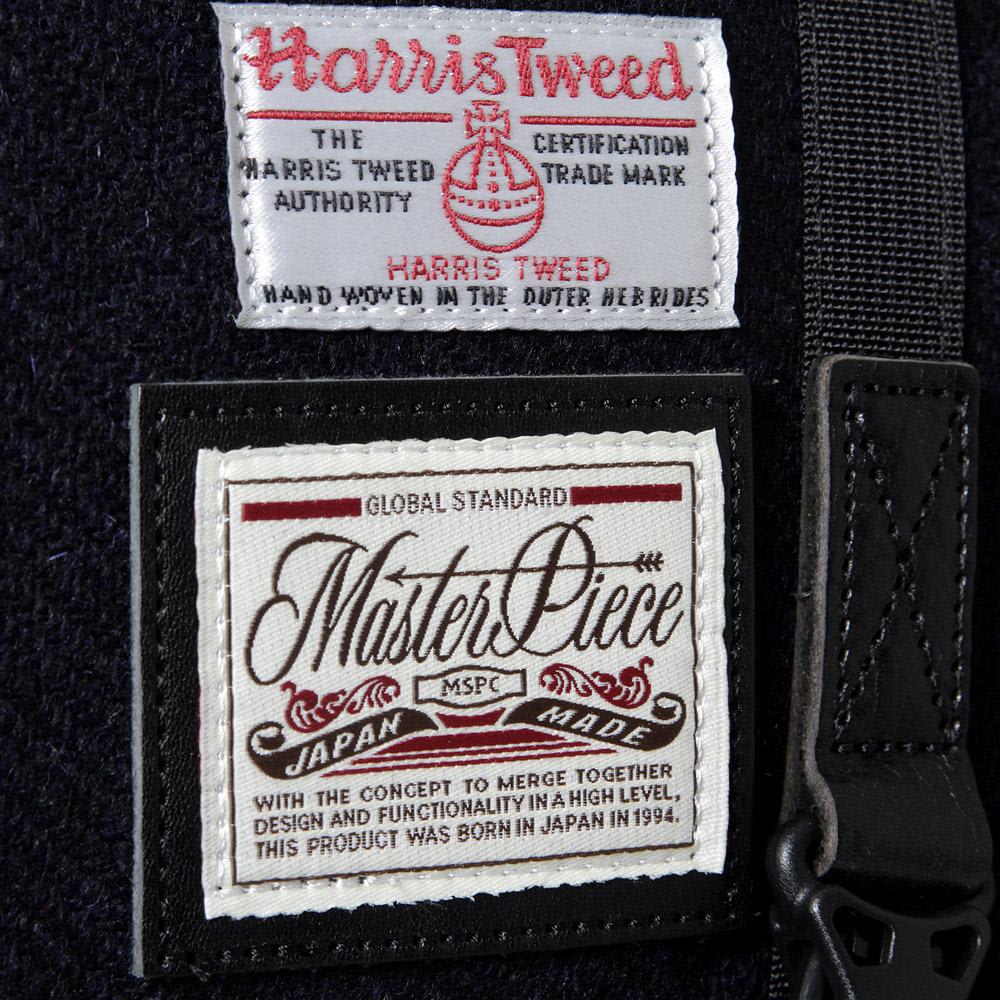 Harris Tweed
THE
HARRIS TWEED
AUTHORITY
CERTIFICATION
TRADE MARK
HARRIS TWEED
HAND WOVEN IN THE OUTER HEBRIDES
GLOBAL STANDARD
MasterPiece
MSPC
JAPAN MADE
WITH THE CONCEPT TO MERGE TOGETHER
DESIGN AND FUNCTIONALITY IN A HIGH LEVEL,
THIS PRODUCT WAS BORN IN JAPAN IN 1994.